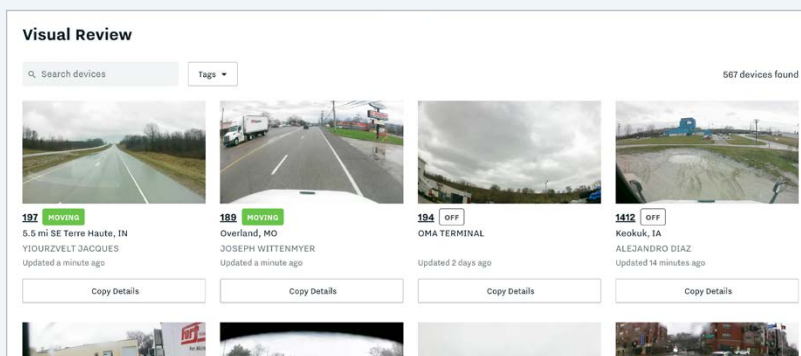 Visual Review
Search devices
Tags
567 devices found
197 MOVING
5.5 mi SE Terre Haute, IN
YIOURZVELT JACQUES
Updated a minute ago
Copy Details
189 MOVING
Overland, MO
JOSEPH WITTENMYER
Updated a minute ago
Copy Details
194 OFF
OMA TERMINAL
Updated 2 days ago
Copy Details
1412 OFF
Keokuk, IA
ALEJANDRO DIAZ
Updated 14 minutes ago
Copy Details